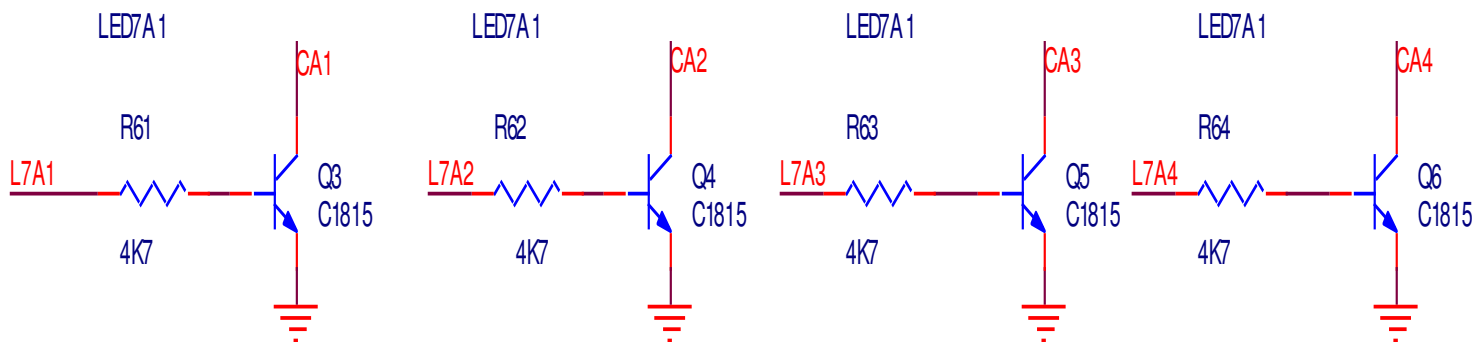 LED7A1
CA1
R61
L7A1
Q3
C1815
4K7
LED7A1
CA2
R62
L7A2
Q4
C1815
4K7
LED7A1
CA3
R63
L7A3
Q5
C1815
4K7
LED7A1
CA4
R64
L7A4
Q6
C1815
4K7